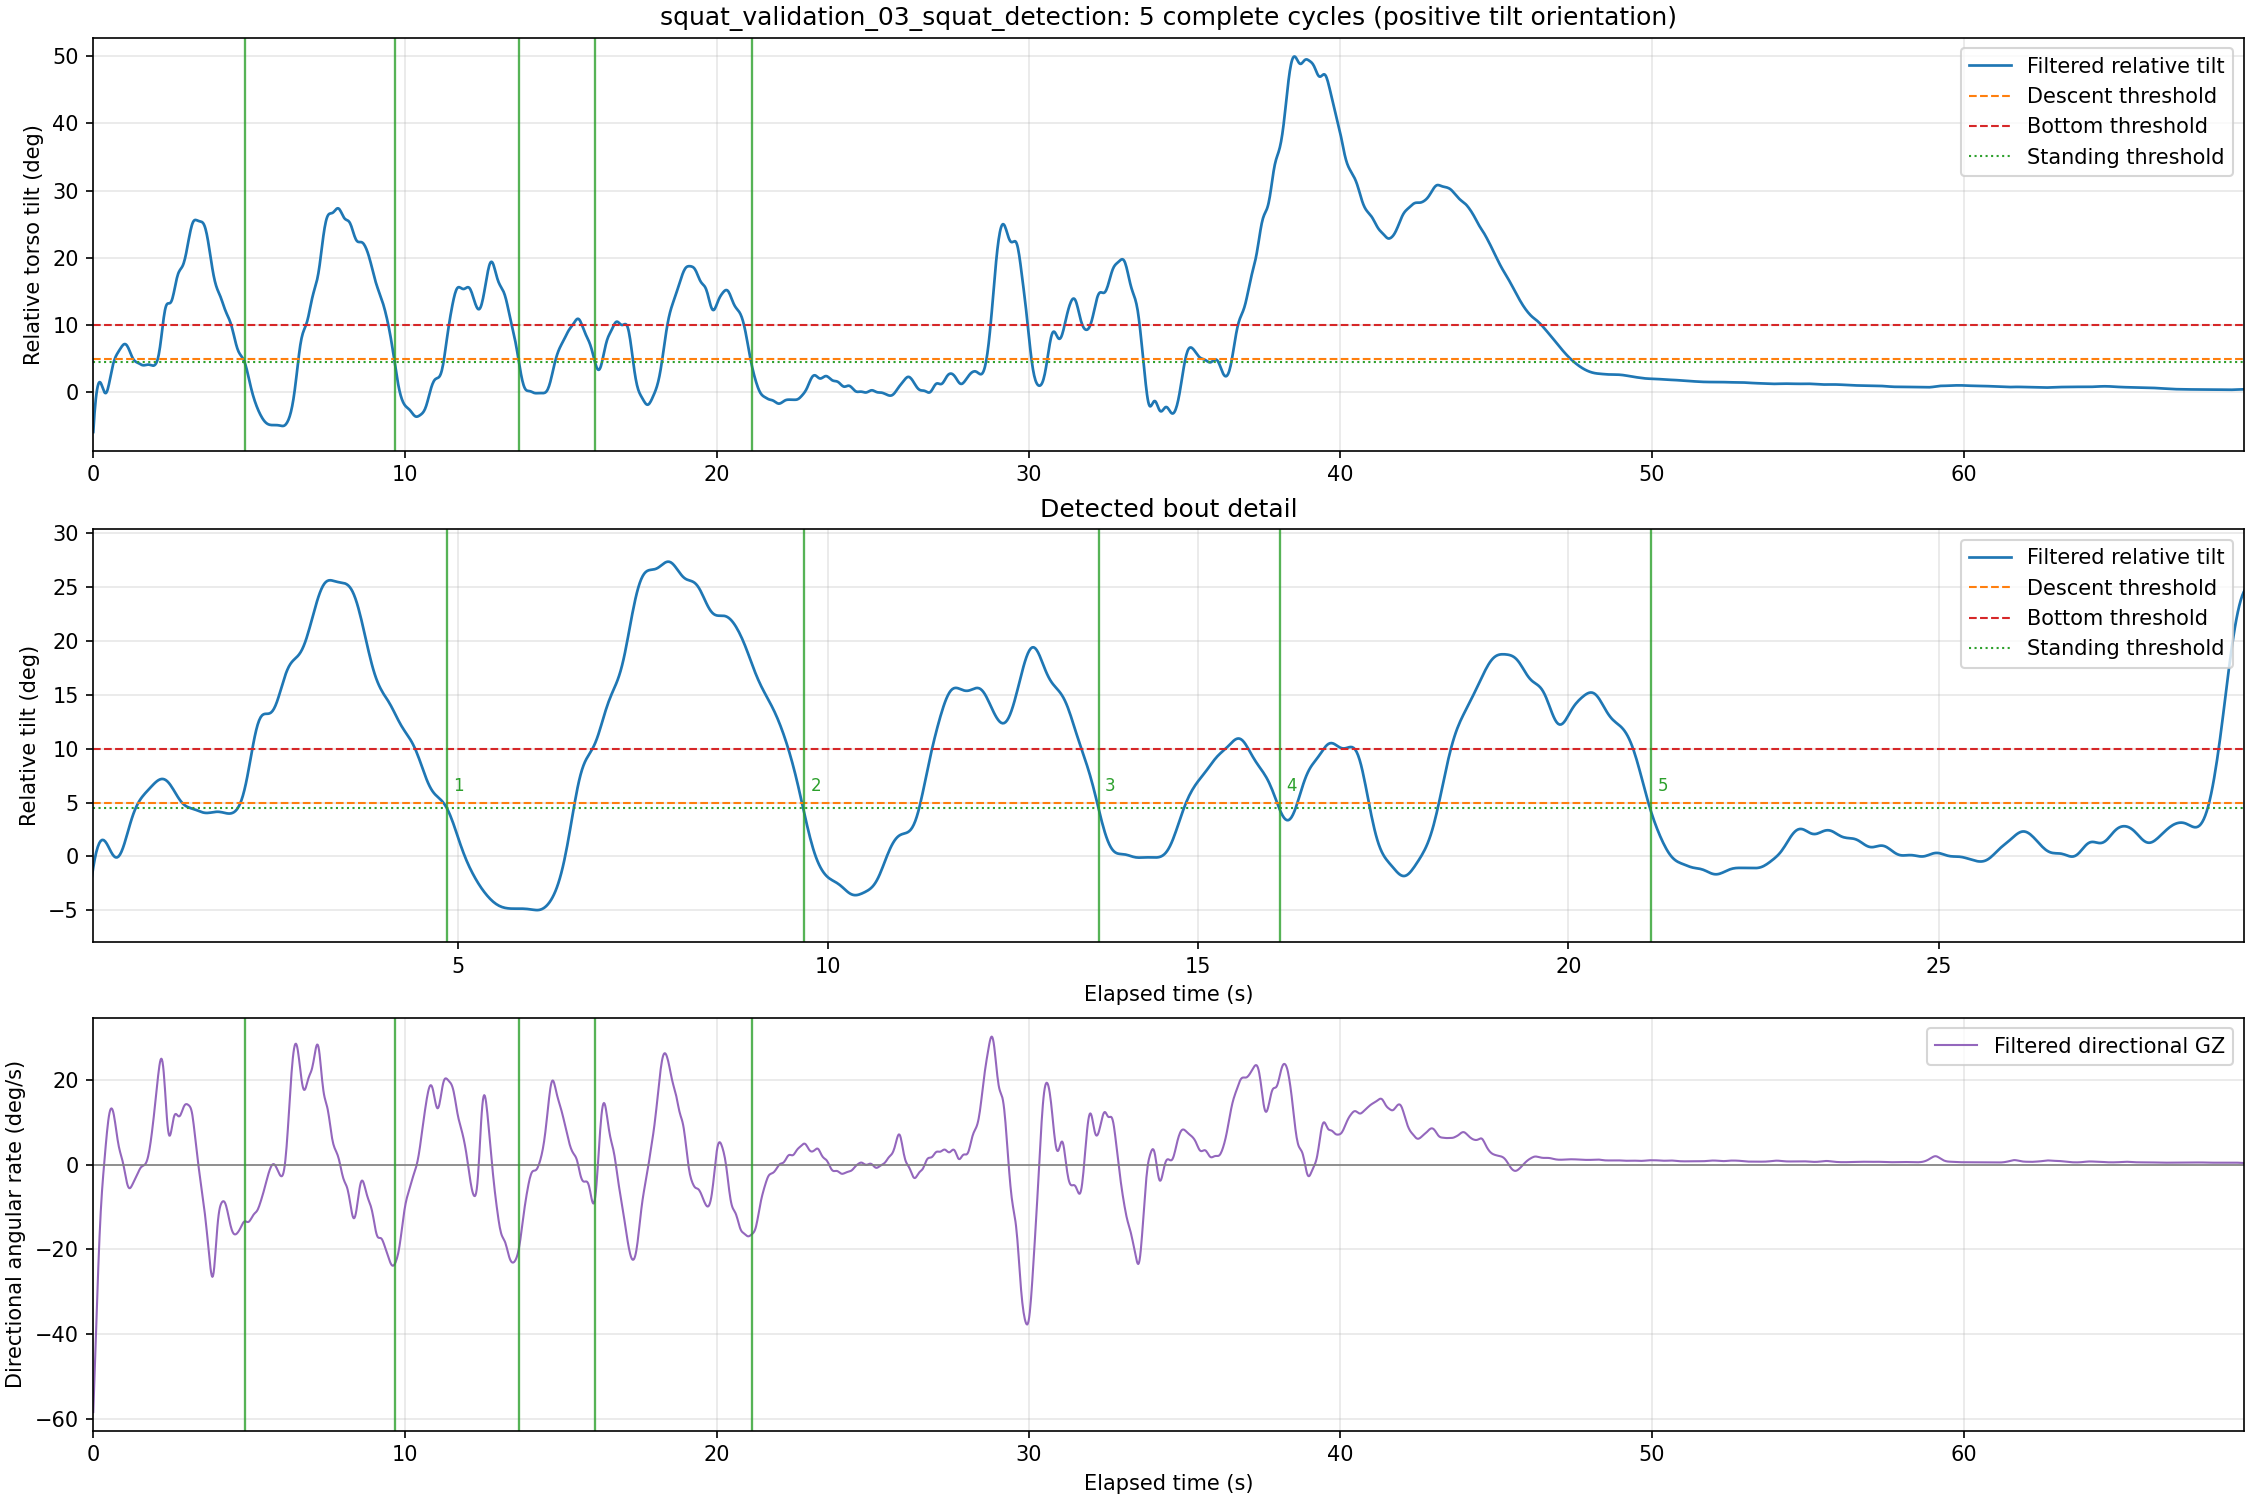 squat_validation_03_squat_detection: 5 complete cycles (positive tilt orientation)
Relative torso tilt (deg)
50
40
30
20
10
0
Filtered relative tilt
Descent threshold
Bottom threshold
Standing threshold
0 10 20 30 40 50 60
Detected bout detail
Relative tilt (deg)
30
25
20
15
10
5
0
−5
Filtered relative tilt
Descent threshold
Bottom threshold
Standing threshold
1 2 3 4 5
5 10 15 20 25
Elapsed time (s)
Directional angular rate (deg/s)
20
0
−20
−40
−60
Filtered directional GZ
0 10 20 30 40 50 60
Elapsed time (s)